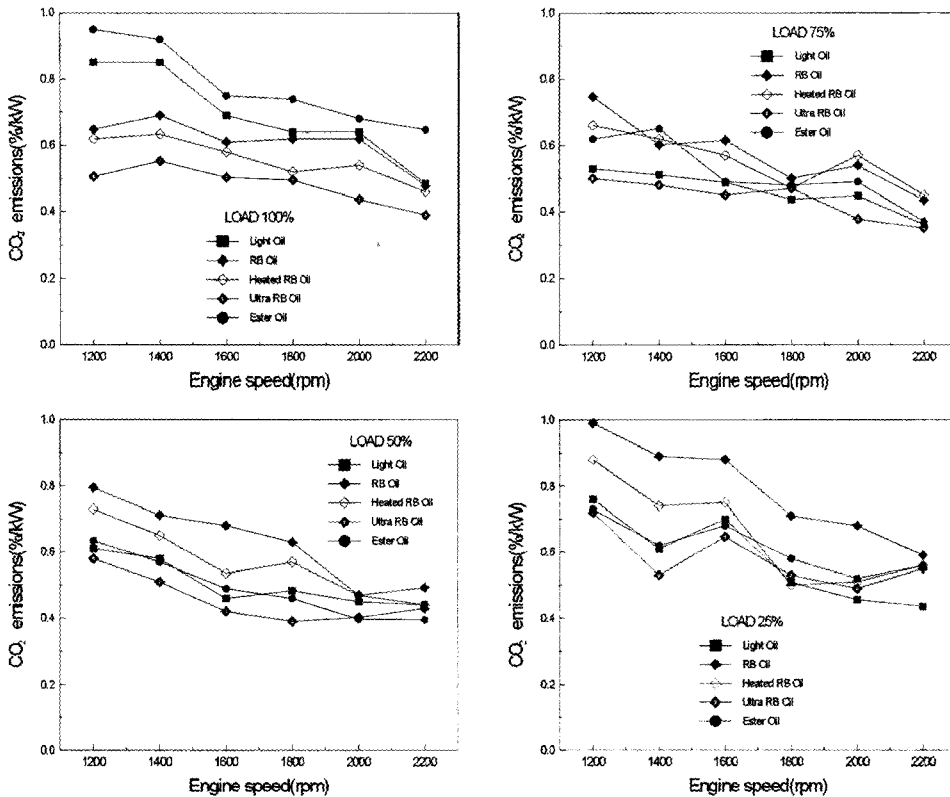 1.0
0.8
0.6
0.4
0.2
0.0
CO₂ emissions(%/kW)
LOAD 100%
Light Oil
RB Oil
Heated RB Oil
Ultra RB Oil
Ester Oil
1200 1400 1600 1800 2000 2200
Engine speed(rpm)
1.0
0.8
0.6
0.4
0.2
0.0
CO₂ emissions(%/kW)
LOAD 75%
Light Oil
RB Oil
Heated RB Oil
Ultra RB Oil
Ester Oil
1200 1400 1600 1800 2000 2200
Engine speed(rpm)
1.0
0.8
0.6
0.4
0.2
0.0
CO₂ emissions(%/kW)
LOAD 50%
Light Oil
RB Oil
Heated RB Oil
Ultra RB Oil
Ester Oil
1200 1400 1600 1800 2000 2200
Engine speed(rpm)
1.0
0.8
0.6
0.4
0.2
0.0
CO₂ emissions(%/kW)
LOAD 25%
Light Oil
RB Oil
Heated RB Oil
Ultra RB Oil
Ester Oil
1200 1400 1600 1800 2000 2200
Engine speed(rpm)